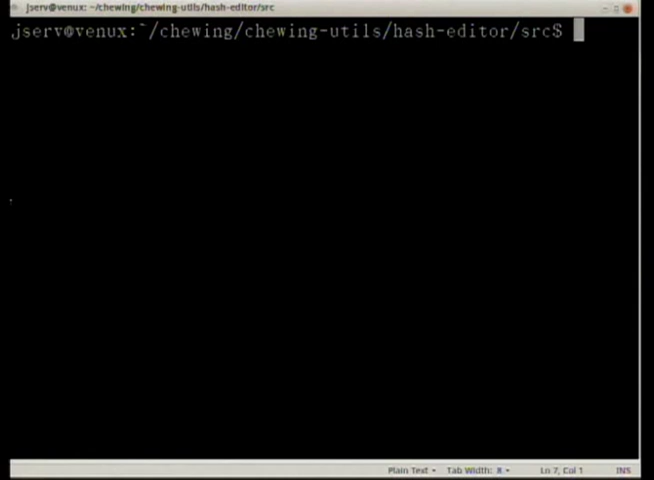 jserv@venux: ~/chewing/chewing-utils/hash-editor/src
jserv@venux:~/chewing/chewing-utils/hash-editor/src$
Plain Text Tab Width: 8 Ln 7, Col 1 INS